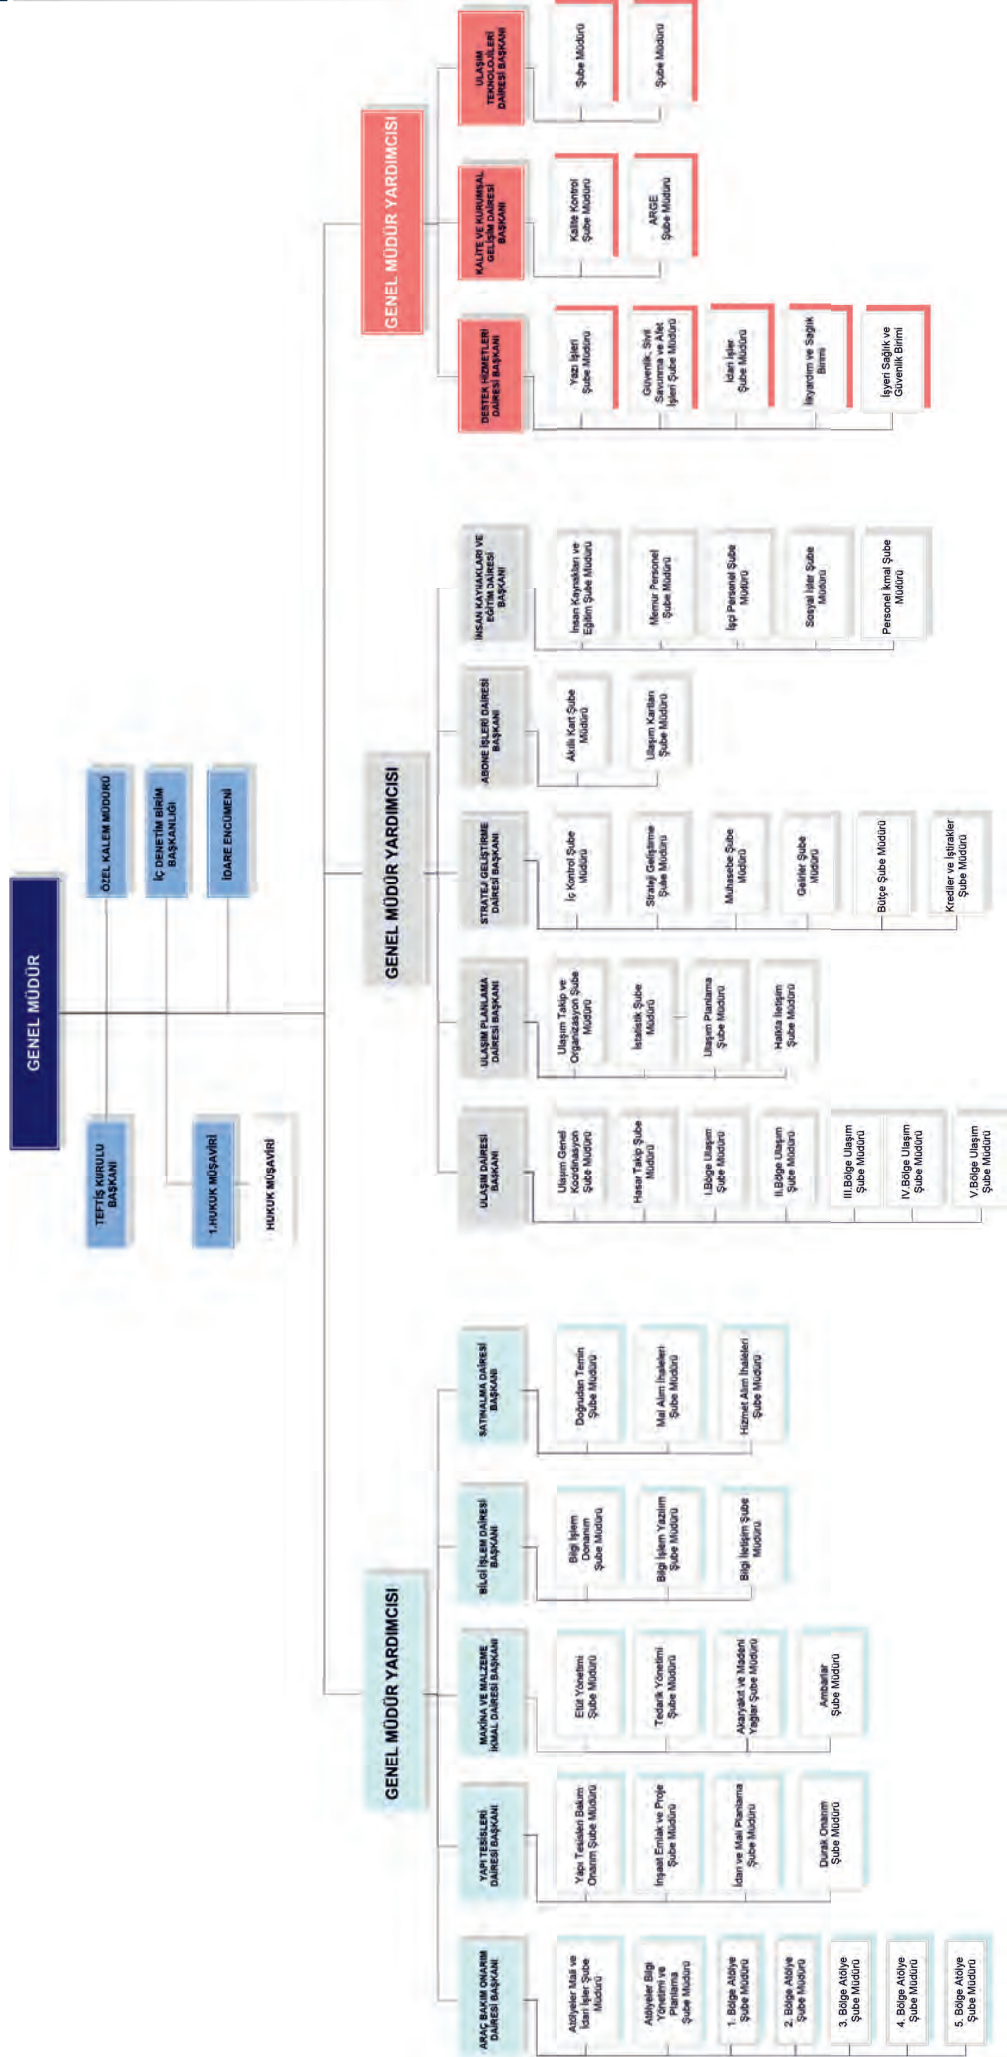 GENEL MÜDÜR
TEFTİŞ KURULU
BAŞKANI
ÖZEL KALEM MÜDÜRÜ
İÇ DENETİM BİRİM
BAŞKANLIĞI
1.HUKUK MÜŞAVİRİ
İDARE ENCÜMENİ
HUKUK MÜŞAVİRİ
GENEL MÜDÜR YARDIMCISI
ARAÇ BAKIM ONARIM
DAİRESİ BAŞKANI
Atölyeler Mali ve
İdari İşler Şube
Müdürü
Atölyeler Bilgi
Yönetimi ve
Planlama
Şube Müdürü
1. Bölge Atölye
Şube Müdürü
2. Bölge Atölye
Şube Müdürü
3. Bölge Atölye
Şube Müdürü
4. Bölge Atölye
Şube Müdürü
5. Bölge Atölye
Şube Müdürü
YAPI TESİSLERİ
DAİRESİ BAŞKANI
Yapı Tesisleri Bakım
Onarım Şube Müdürü
İnşaat Emlak ve Proje
Şube Müdürü
İdari ve Mali Planlama
Şube Müdürü
Durak Onarım
Şube Müdürü
MAKİNA VE MALZEME
İKMAL DAİRESİ BAŞKANI
Etüt Yönetimi
Şube Müdürü
Tedarik Yönetimi
Şube Müdürü
Akaryakıt ve Madeni
Yağlar Şube Müdürü
Ambarlar
Şube Müdürü
BİLGİ İŞLEM DAİRESİ
BAŞKANI
Bilgi İşlem
Donanım
Şube Müdürü
Bilgi İşlem Yazılım
Şube Müdürü
Bilgi İletişim Şube
Müdürü
SATINALMA DAİRESİ
BAŞKANI
Doğrudan Temin
Şube Müdürü
Mal Alım İhaleleri
Şube Müdürü
Hizmet Alım İhaleleri
Şube Müdürü
GENEL MÜDÜR YARDIMCISI
ULAŞIM DAİRESİ
BAŞKANI
Ulaşım Genel
Koordinasyon
Şube Müdürü
Hasar Takip Şube
Müdürü
I.Bölge Ulaşım
Şube Müdürü
II.Bölge Ulaşım
Şube Müdürü
III.Bölge Ulaşım
Şube Müdürü
IV.Bölge Ulaşım
Şube Müdürü
V.Bölge Ulaşım
Şube Müdürü
ULAŞIM PLANLAMA
DAİRESİ BAŞKANI
Ulaşım Takip ve
Organizasyon Şube
Müdürü
İstatistik Şube
Müdürü
Ulaşım Planlama
Şube Müdürü
Halkla İletişim
Şube Müdürü
STRATEJİ GELİŞTİRME
DAİRESİ BAŞKANI
İç Kontrol Şube
Müdürü
Strateji Geliştirme
Şube Müdürü
Muhasebe Şube
Müdürü
Gelirler Şube
Müdürü
Bütçe Şube Müdürü
Krediler ve İştirakler
Şube Müdürü
ABONE İŞLERİ DAİRESİ
BAŞKANI
Akıllı Kart Şube
Müdürü
Ulaşım Kartları
Şube Müdürü
İNSAN KAYNAKLARI VE
EĞİTİM DAİRESİ
BAŞKANI
İnsan Kaynakları ve
Eğitim Şube Müdürü
Memur Personel
Şube Müdürü
İşçi Personel Şube
Müdürü
Sosyal İşler Şube
Müdürü
Personel İkmal Şube
Müdürü
GENEL MÜDÜR YARDIMCISI
DESTEK HİZMETLERİ
DAİRESİ BAŞKANI
Yazı İşleri
Şube Müdürü
Güvenlik, Sivil
Savunma ve Afet
İşleri Şube Müdürü
İdari İşler
Şube Müdürü
İlkyardım ve Sağlık
Birimi
İşyeri Sağlık ve
Güvenlik Birimi
KALİTE VE KURUMSAL
GELİŞİM DAİRESİ
BAŞKANI
Kalite Kontrol
Şube Müdürü
ARGE
Şube Müdürü
ULAŞIM
TEKNOLOJİLERİ
DAİRESİ BAŞKANI
Şube Müdürü
Şube Müdürü